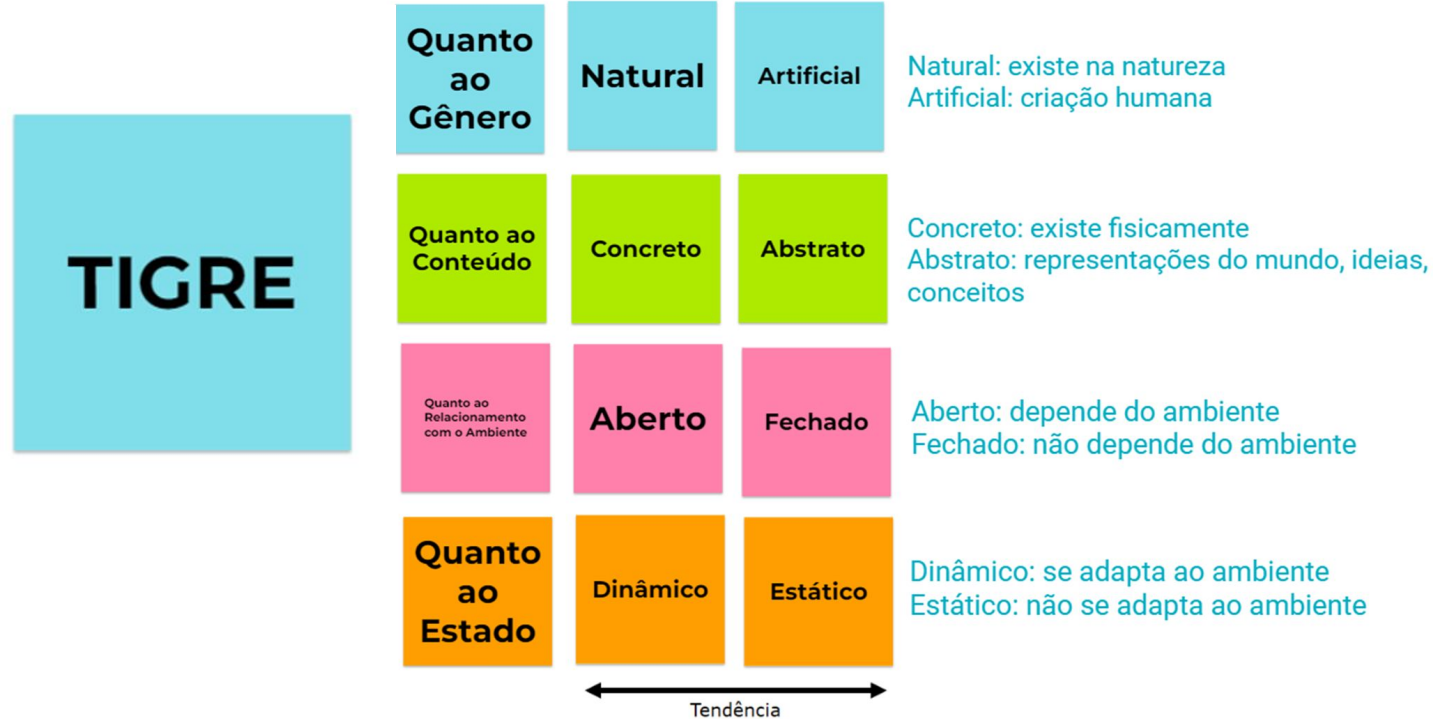 TIGRE
Quanto
ao
Gênero
Natural
Artificial
Natural: existe na natureza
Artificial: criação humana
Quanto ao
Conteúdo
Concreto
Abstrato
Concreto: existe fisicamente
Abstrato: representações do mundo, ideias,
conceitos
Quanto ao
Relacionamento
com o Ambiente
Aberto
Fechado
Aberto: depende do ambiente
Fechado: não depende do ambiente
Quanto
ao
Estado
Dinâmico
Estático
Dinâmico: se adapta ao ambiente
Estático: não se adapta ao ambiente
Tendência